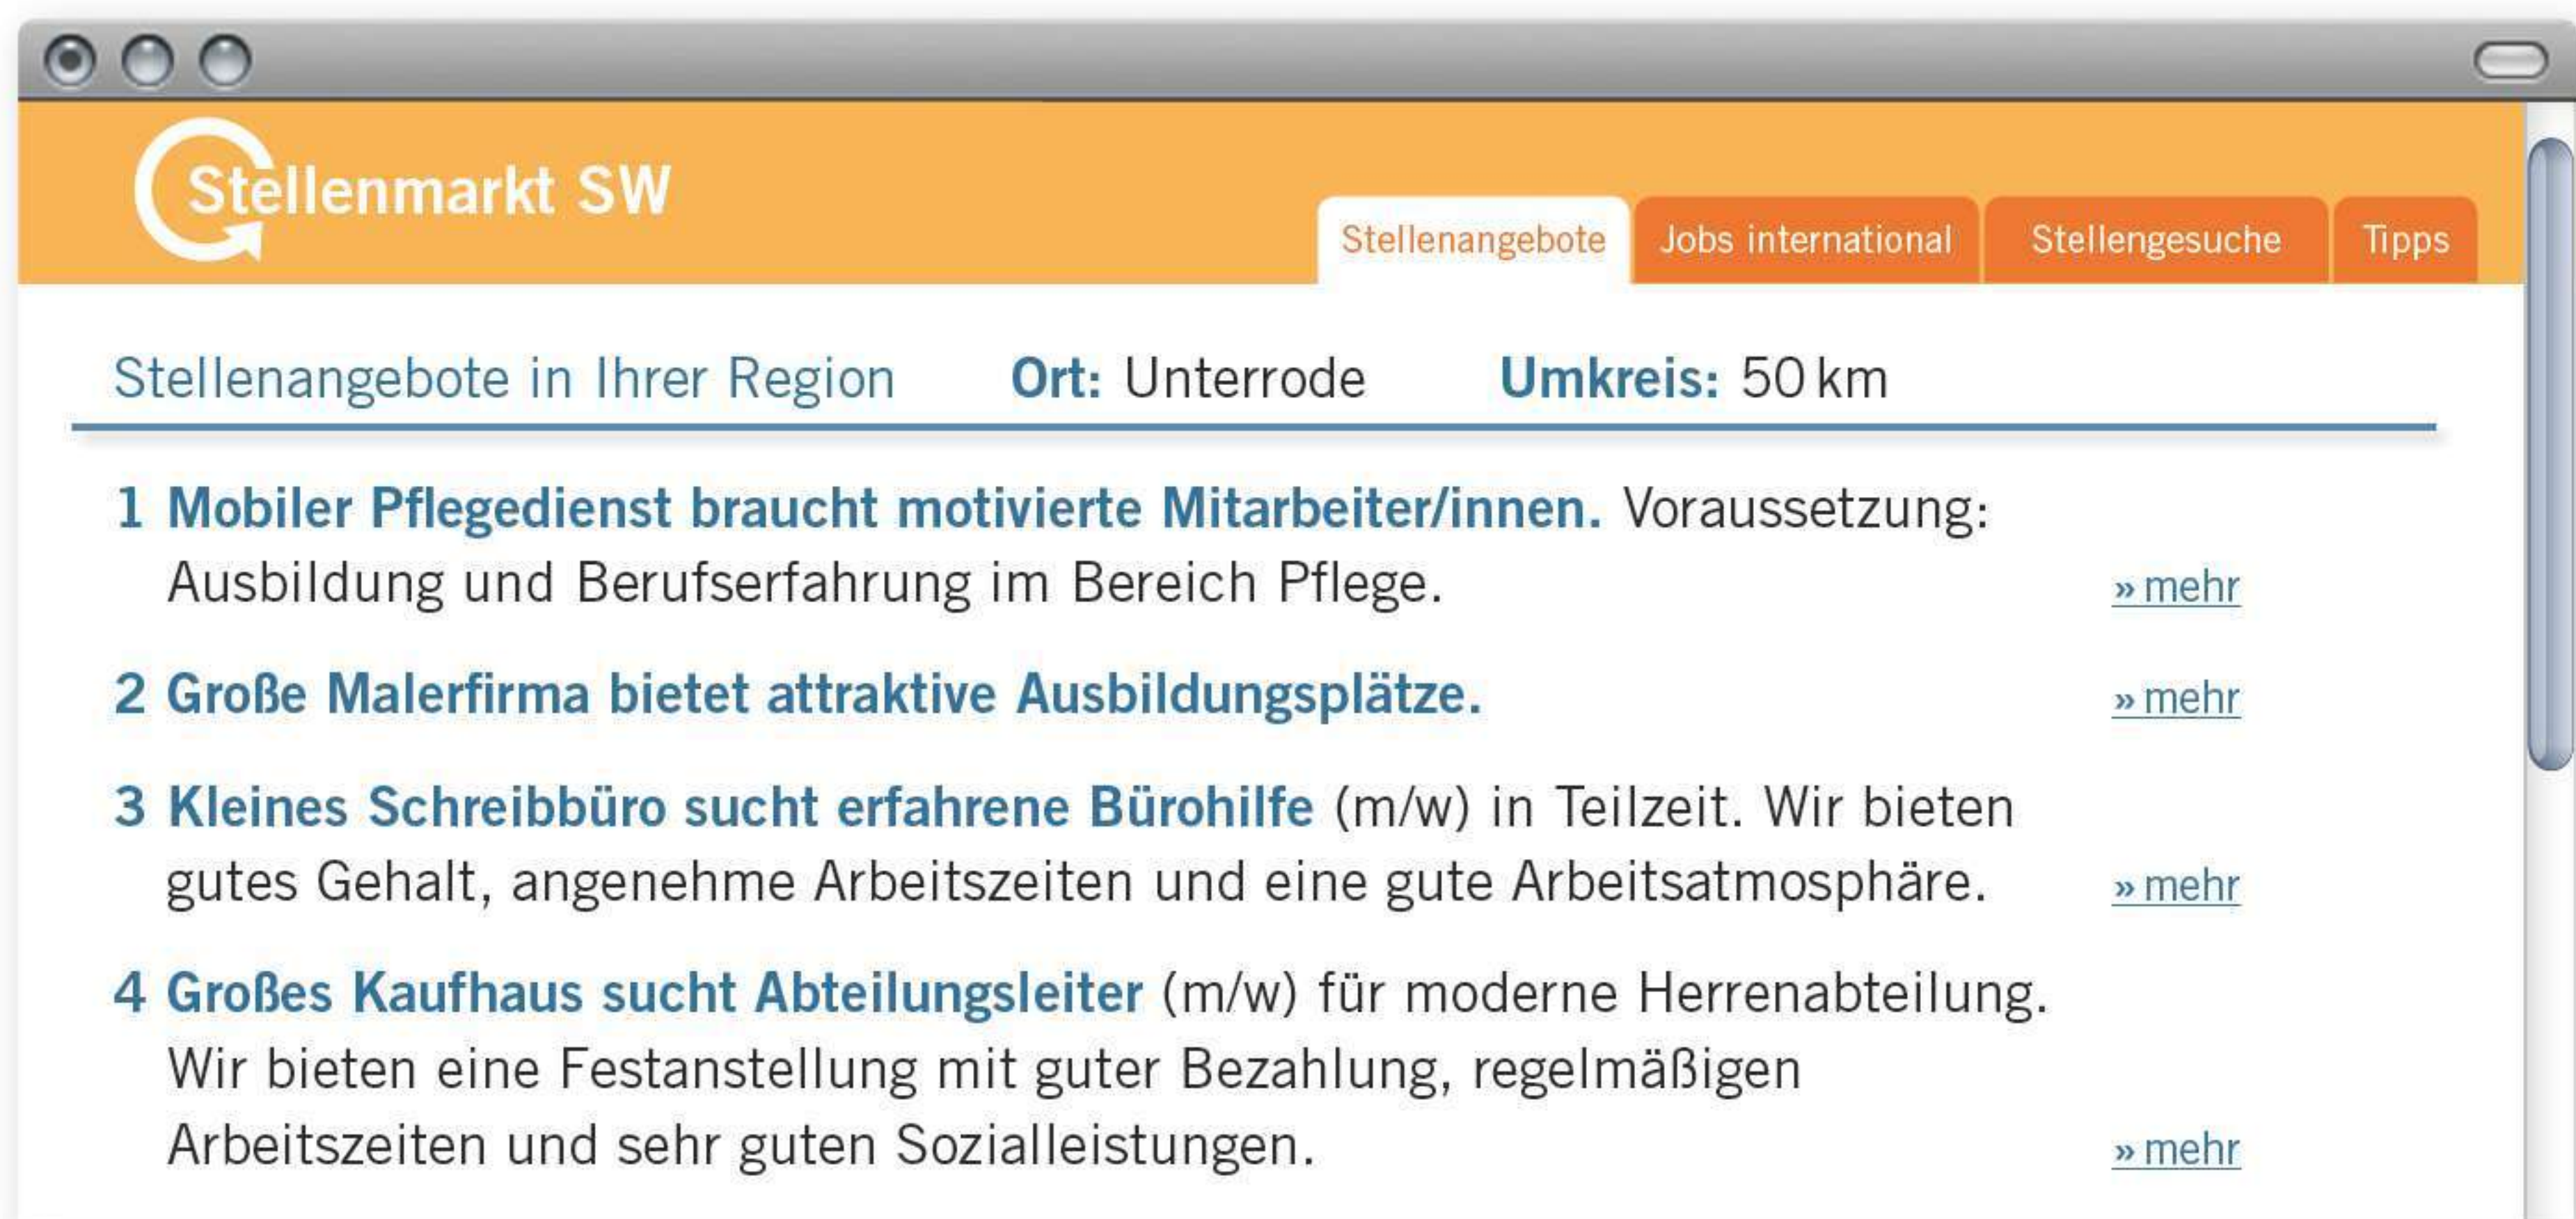 Stellenmarkt SW
Stellenangebote Jobs international Stellengesuche Tipps
Stellenangebote in Ihrer Region Ort: Unterrode Umkreis: 50 km
1 Mobiler Pflegedienst braucht motivierte Mitarbeiter/innen. Voraussetzung:
Ausbildung und Berufserfahrung im Bereich Pflege. » mehr
2 Große Malerfirma bietet attraktive Ausbildungsplätze. » mehr
3 Kleines Schreibbüro sucht erfahrene Bürohilfe (m/w) in Teilzeit. Wir bieten
gutes Gehalt, angenehme Arbeitszeiten und eine gute Arbeitsatmosphäre. » mehr
4 Großes Kaufhaus sucht Abteilungsleiter (m/w) für moderne Herrenabteilung.
Wir bieten eine Festanstellung mit guter Bezahlung, regelmäßigen
Arbeitszeiten und sehr guten Sozialleistungen. » mehr